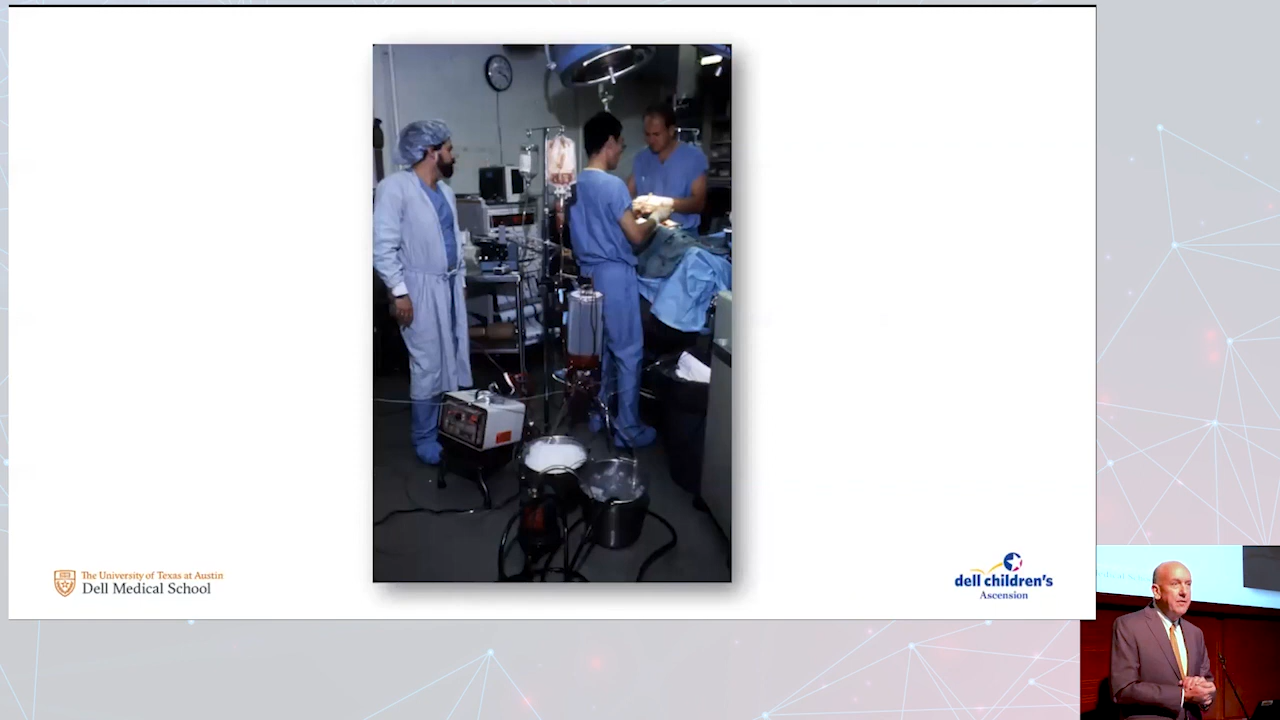 The University of Texas at Austin
Dell Medical School
dell children's
Ascension